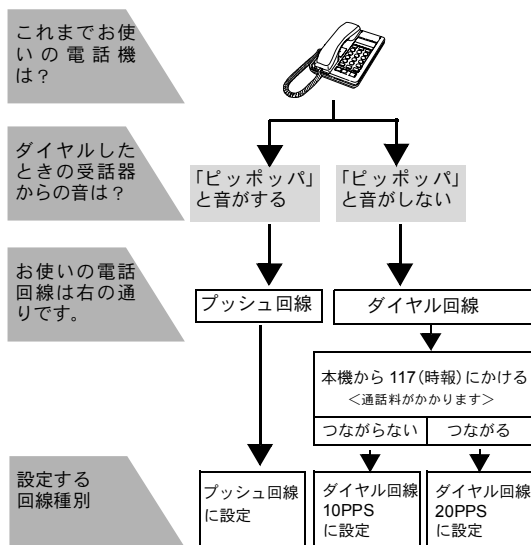 これまでお使
いの電話機
は？
ダイヤルした
ときの受話器
からの音は？
「ピッポッパ」
と音がする
「ピッポッパ」
と音がしない
お使いの電話
回線は右の通
りです。
プッシュ回線
ダイヤル回線
本機から 117（時報）にかける
＜通話料がかかります＞
つながらない
つながる
設定する
回線種別
プッシュ回線
に設定
ダイヤル回線
10PPS
に設定
ダイヤル回線
20PPS
に設定